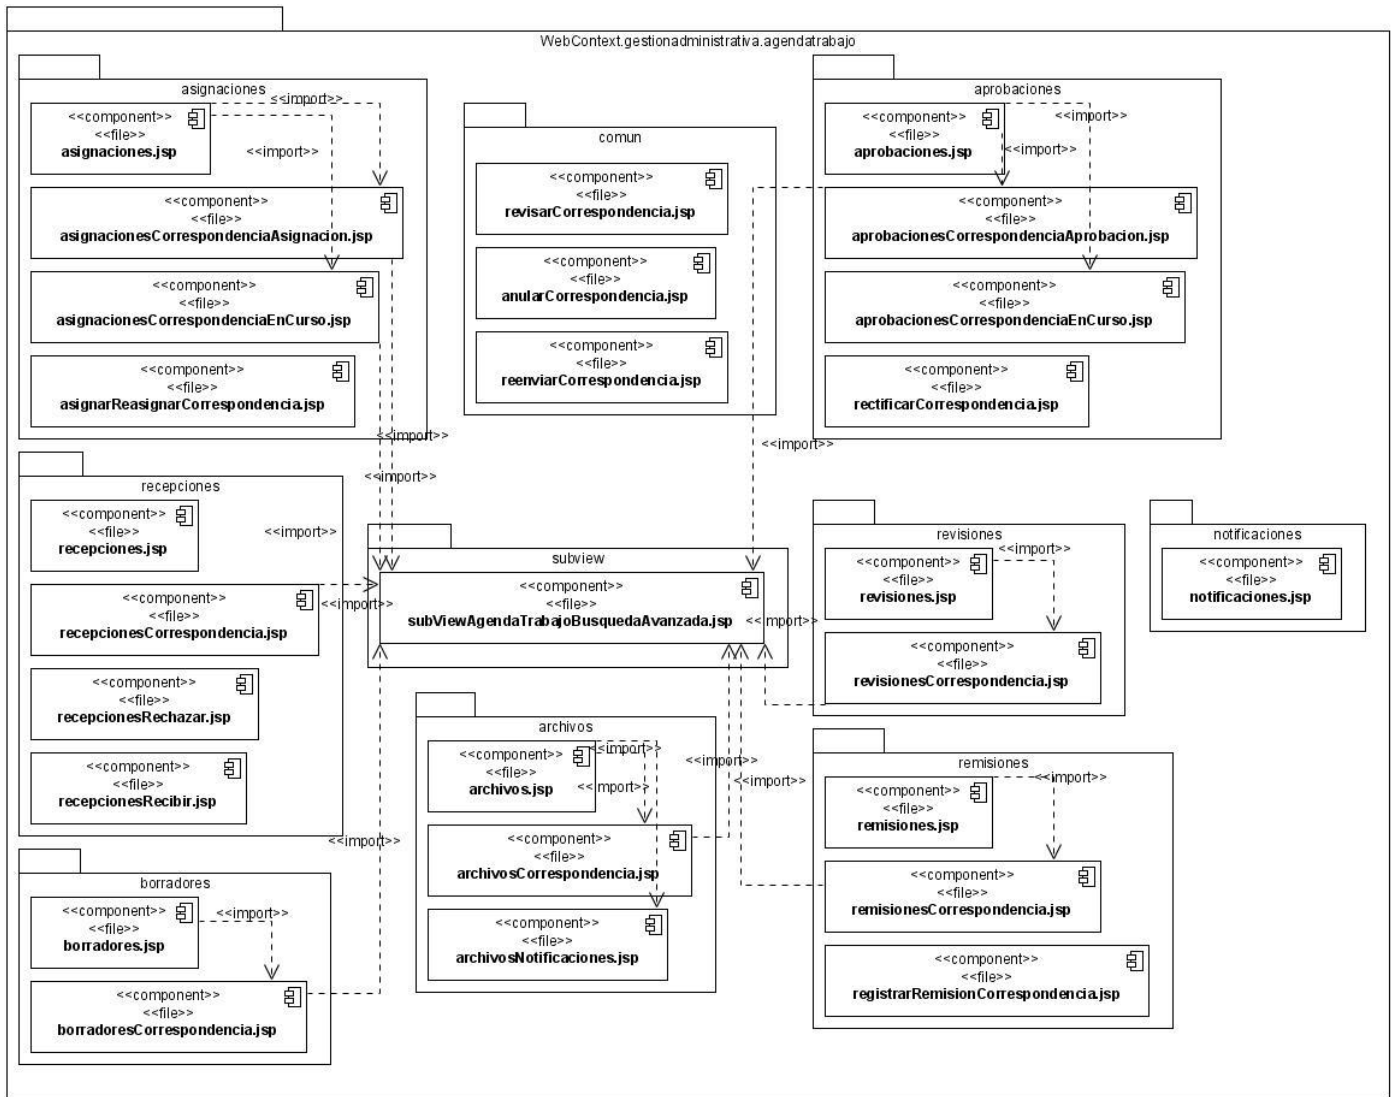 WebContext.gestionadministrativa.agendatrabajo
asignaciones
<<import>>
<<component>>
<<file>>
asignaciones.jsp
<<import>>
<<component>>
<<file>>
asignacionesCorrespondenciaAsignacion.jsp
<<component>>
<<file>>
asignacionesCorrespondenciaEnCurso.jsp
<<component>>
<<file>>
asignarReasignarCorrespondencia.jsp
<<import>>
<<import>>
comun
<<component>>
<<file>>
revisarCorrespondencia.jsp
<<component>>
<<file>>
anularCorrespondencia.jsp
<<component>>
<<file>>
reenviarCorrespondencia.jsp
aprobaciones
<<component>>
<<file>>
aprobaciones.jsp
<<import>>
<<import>>
<<component>>
<<file>>
aprobacionesCorrespondenciaAprobacion.jsp
<<component>>
<<file>>
aprobacionesCorrespondenciaEnCurso.jsp
<<component>>
<<file>>
rectificarCorrespondencia.jsp
<<import>>
recepciones
<<component>>
<<file>>
recepciones.jsp
<<import>>
<<component>>
<<file>>
recepcionesCorrespondencia.jsp
<<import>>
<<component>>
<<file>>
recepcionesRechazar.jsp
<<component>>
<<file>>
recepcionesRecibir.jsp
subview
<<component>>
<<file>>
subViewAgendaTrabajoBusquedaAvanzada.jsp
<<mport>>
revisiones
<<component>>
<<file>>
revisiones.jsp
<<import>>
<<component>>
<<file>>
revisionesCorrespondencia.jsp
notificaciones
<<component>>
<<file>>
notificaciones.jsp
archivos
<<component>>
<<file>>
archivos.jsp
<<import>>
<<mport>>
<<component>>
<<file>>
archivosCorrespondencia.jsp
<<component>>
<<file>>
archivosNotificaciones.jsp
<<import>>
<<import>>
remisiones
<<component>>
<<file>>
remisiones.jsp
<<import>>
<<component>>
<<file>>
remisionesCorrespondencia.jsp
<<component>>
<<file>>
registrarRemisionCorrespondencia.jsp
<<import>>
borradores
<<component>>
<<file>>
borradores.jsp
<<import>>
<<component>>
<<file>>
borradoresCorrespondencia.jsp